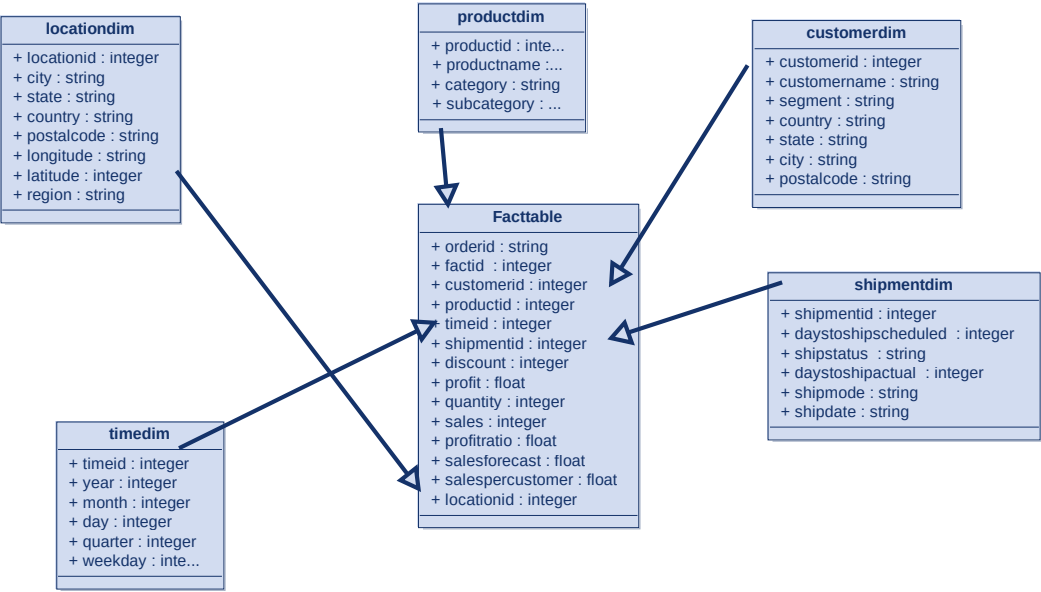 locationdim
+ locationid : integer
+ city : string
+ state : string
+ country : string
+ postalcode : string
+ longitude : string
+ latitude : integer
+ region : string
productdim
+ productid : inte...
+ productname :...
+ category : string
+ subcategory : ...
customerdim
+ customerid : integer
+ customername : string
+ segment : string
+ country : string
+ state : string
+ city : string
+ postalcode : string
Facttable
+ orderid : string
+ factid : integer
+ customerid : integer
+ productid : integer
+ timeid : integer
+ shipmentid : integer
+ discount : integer
+ profit : float
+ quantity : integer
+ sales : integer
+ profitratio : float
+ salesforecast : float
+ salespercustomer : float
+ locationid : integer
shipmentdim
+ shipmentid : integer
+ daystoshipscheduled : integer
+ shipstatus : string
+ daystoshipactual : integer
+ shipmode : string
+ shipdate : string
timedim
+ timeid : integer
+ year : integer
+ month : integer
+ day : integer
+ quarter : integer
+ weekday : inte...